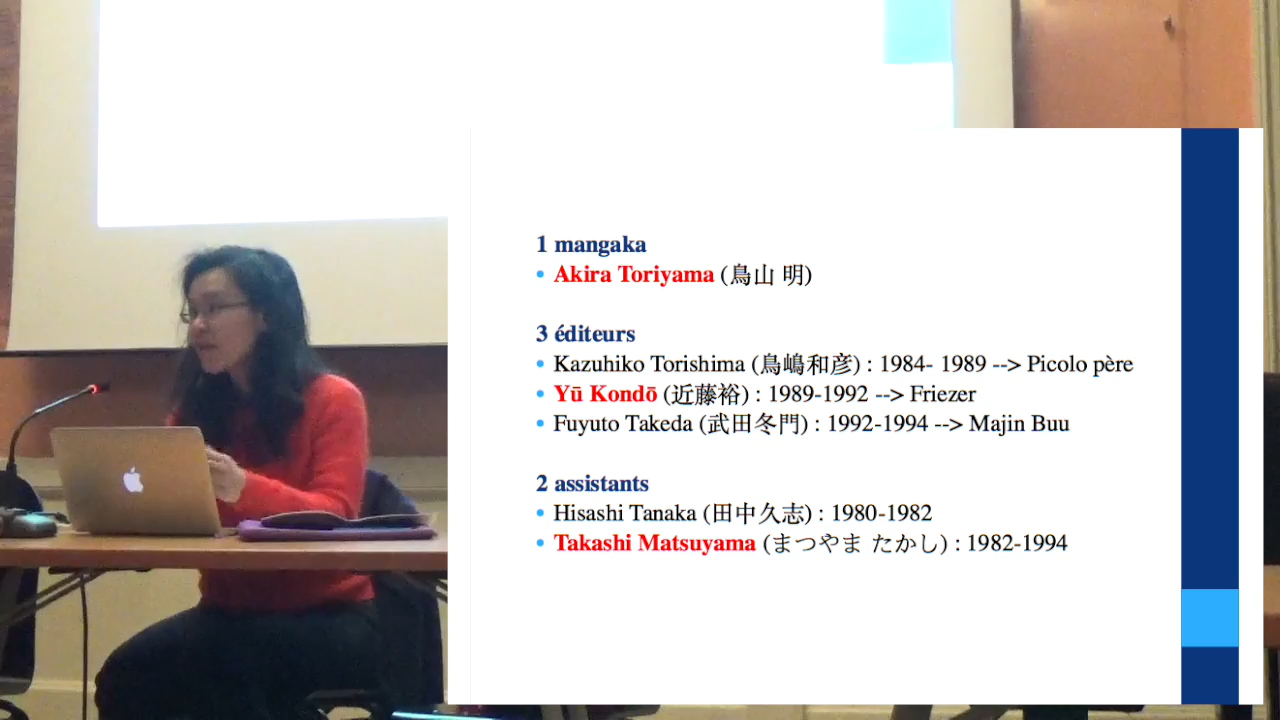 1 mangaka
• Akira Toriyama (鳥山 明)
3 éditeurs
• Kazuhiko Torishima (鳥嶋和彦) : 1984- 1989 --> Picolo père
• Yū Kondō (近藤裕) : 1989-1992 --> Friezer
• Fuyuto Takeda (武田冬門) : 1992-1994 --> Majin Buu
2 assistants
• Hisashi Tanaka (田中久志) : 1980-1982
• Takashi Matsuyama (まつやま たかし) : 1982-1994